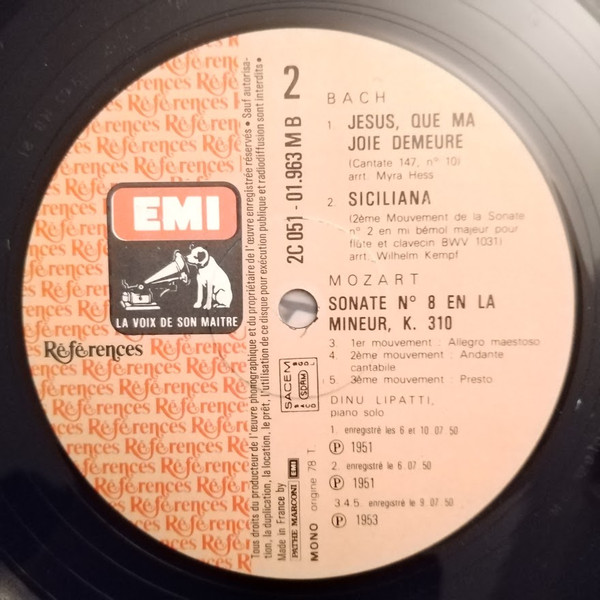 2
BACH
1. JESUS, QUE MA
JOIE DEMEURE
(Cantate 147, n° 10)
arrt. Myra Hess
2. SICILIANA
(2ème Mouvement de la Sonate
n° 2 en mi bémol majeur pour
flûte et clavecin BWV 1031)
arrt. Wilhelm Kempf
MOZART
SONATE N° 8 EN LA
MINEUR, K. 310
3. 1er mouvement : Allegro maestoso
4. 2ème mouvement : Andante
cantabile
5. 3ème mouvement : Presto
DINU LIPATTI,
piano solo
1. enregistré les 6 et 10.07.50
Ⓟ 1951
2. enregistré le 6.07.50
Ⓟ 1951
3.4.5. enregistré le 9.07.50
Ⓟ 1953
2C 051-01.963 M B
SACEM
SDRM
MONO origine 78 T.
Made in France by
PATHE MARCONI EMI
Tous droits du producteur de l'œuvre phonographique et du propriétaire de l'œuvre enregistrée réservés • Sauf autorisa-
tion, la duplication, la location, le prêt, l'utilisation de ce disque pour exécution publique et radiodiffusion sont interdits •
EMI
LA VOIX DE SON MAITRE
Références Références